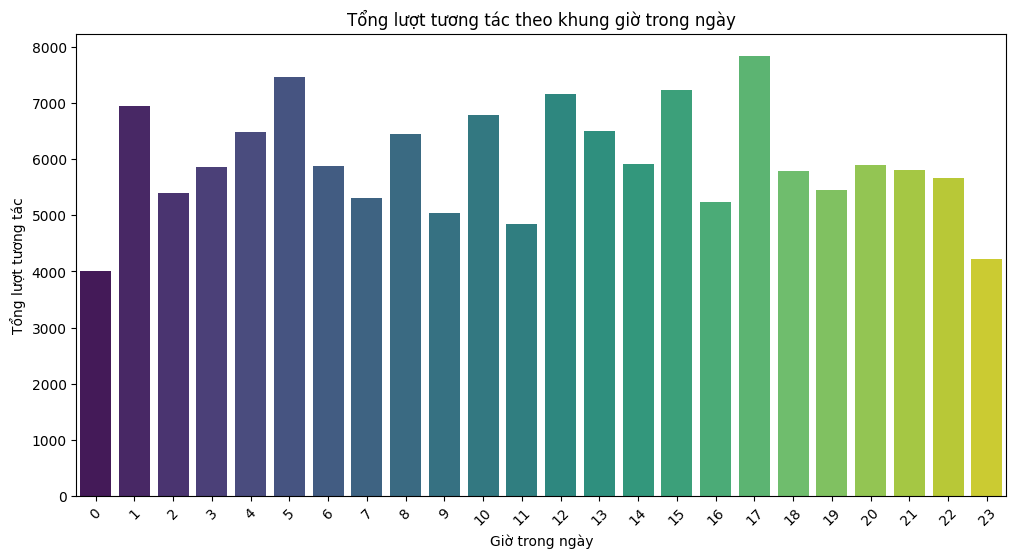 Tổng lượt tương tác theo khung giờ trong ngày
Tổng lượt tương tác
8000
7000
6000
5000
4000
3000
2000
1000
0
0 1 2 3 4 5 6 7 8 9 10 11 12 13 14 15 16 17 18 19 20 21 22 23
Giờ trong ngày